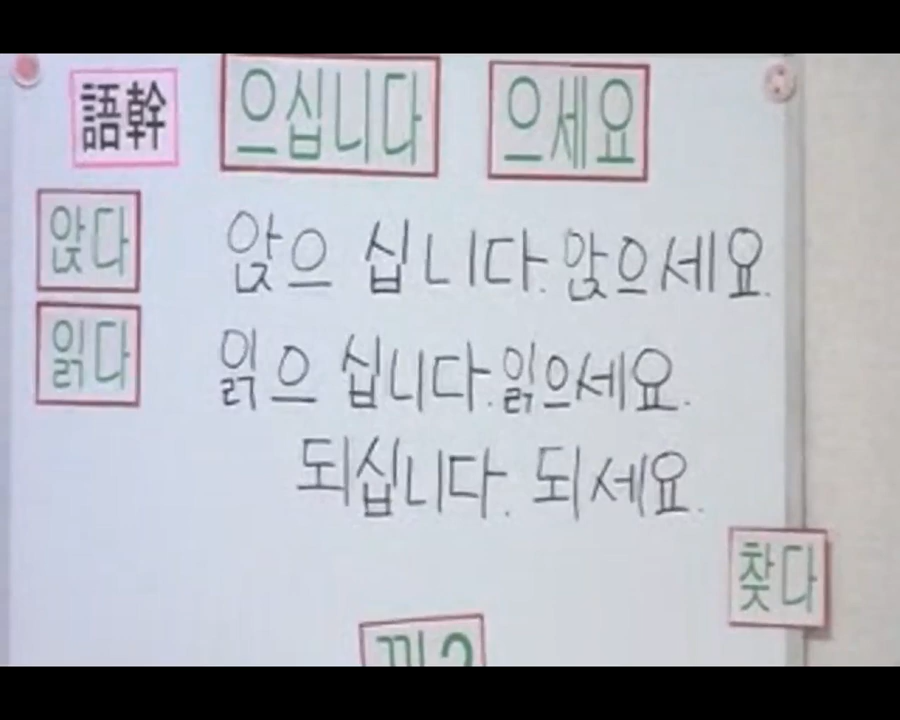 語幹 으십니다 으세요
앉다 앉으 십니다. 앉으세요.
읽다 읽으 십니다. 읽으세요.
되십니다. 되세요.
찾다